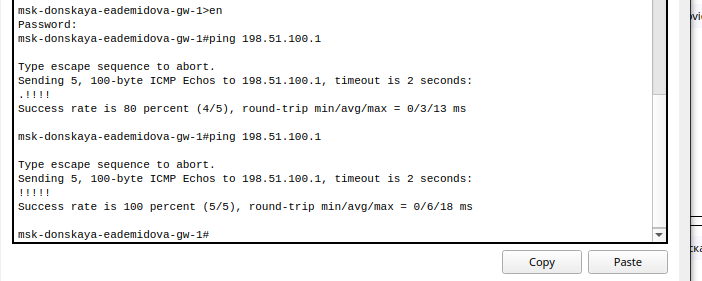 msk-donskaya-eademidova-gw-1>en
Password:
msk-donskaya-eademidova-gw-1#ping 198.51.100.1
Type escape sequence to abort.
Sending 5, 100-byte ICMP Echos to 198.51.100.1, timeout is 2 seconds:
.!!!!
Success rate is 80 percent (4/5), round-trip min/avg/max = 0/3/13 ms
msk-donskaya-eademidova-gw-1#ping 198.51.100.1
Type escape sequence to abort.
Sending 5, 100-byte ICMP Echos to 198.51.100.1, timeout is 2 seconds:
!!!!!
Success rate is 100 percent (5/5), round-trip min/avg/max = 0/6/18 ms
msk-donskaya-eademidova-gw-1#
Copy Paste